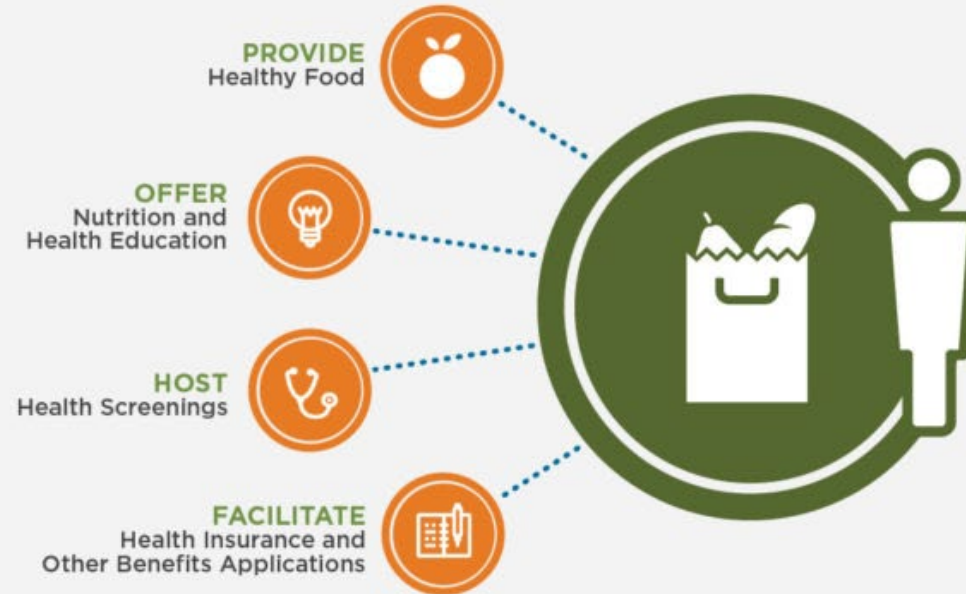 PROVIDE
Healthy Food
OFFER
Nutrition and
Health Education
HOST
Health Screenings
FACILITATE
Health Insurance and
Other Benefits Applications